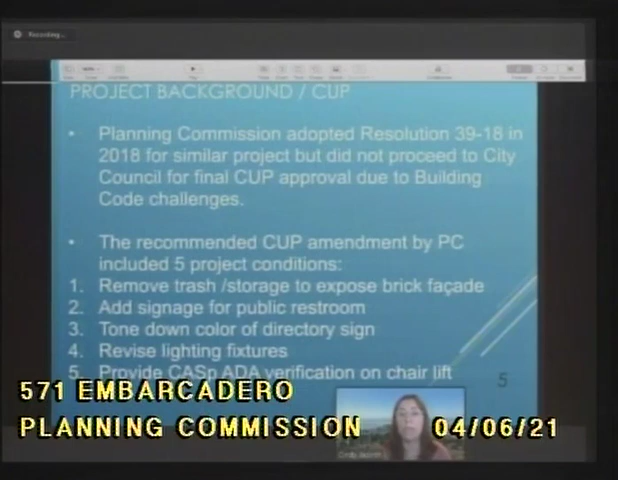 Recording...
PROJECT BACKGROUND / CUP
• Planning Commission adopted Resolution 39-18 in
2018 for similar project but did not proceed to City
Council for final CUP approval due to Building
Code challenges.
• The recommended CUP amendment by PC
included 5 project conditions:
1. Remove trash /storage to expose brick façade
2. Add signage for public restroom
3. Tone down color of directory sign
4. Revise lighting fixtures
5. Provide CASp ADA verification on chair lift
5
571 EMBARCADERO
PLANNING COMMISSION 04/06/21